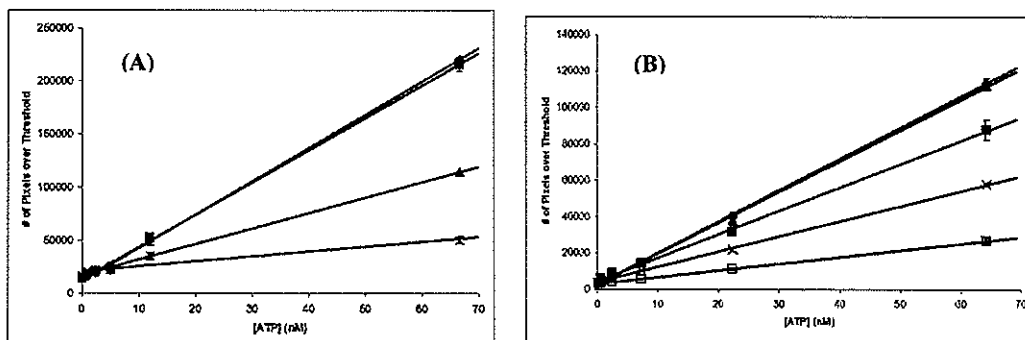 (A)
# of Pixels over Threshold
250000
200000
150000
100000
50000
0
0 10 20 30 40 50 60 70
[ATP] (nM)
(B)
# of Pixels over Threshold
140000
120000
100000
80000
60000
40000
20000
0
0 10 20 30 40 50 60 70
[ATP] (nM)